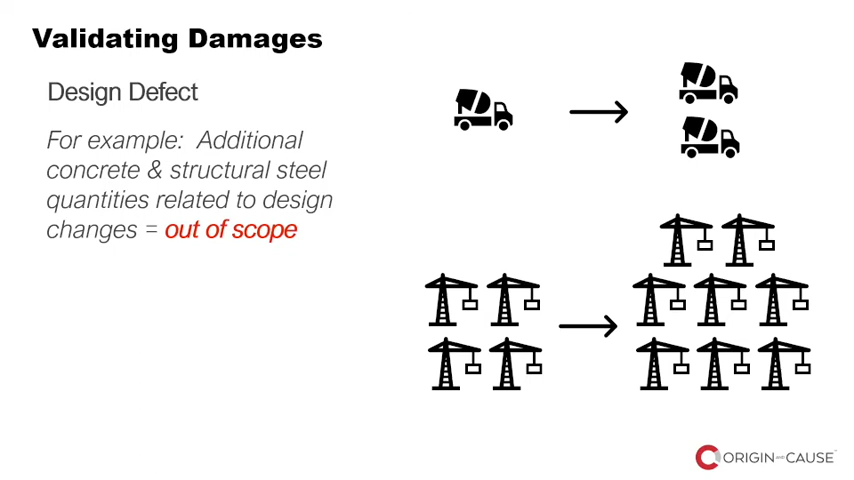 Validating Damages
Design Defect
For example:  Additional
concrete & structural steel
quantities related to design
changes = out of scope
ORIGIN AND CAUSE